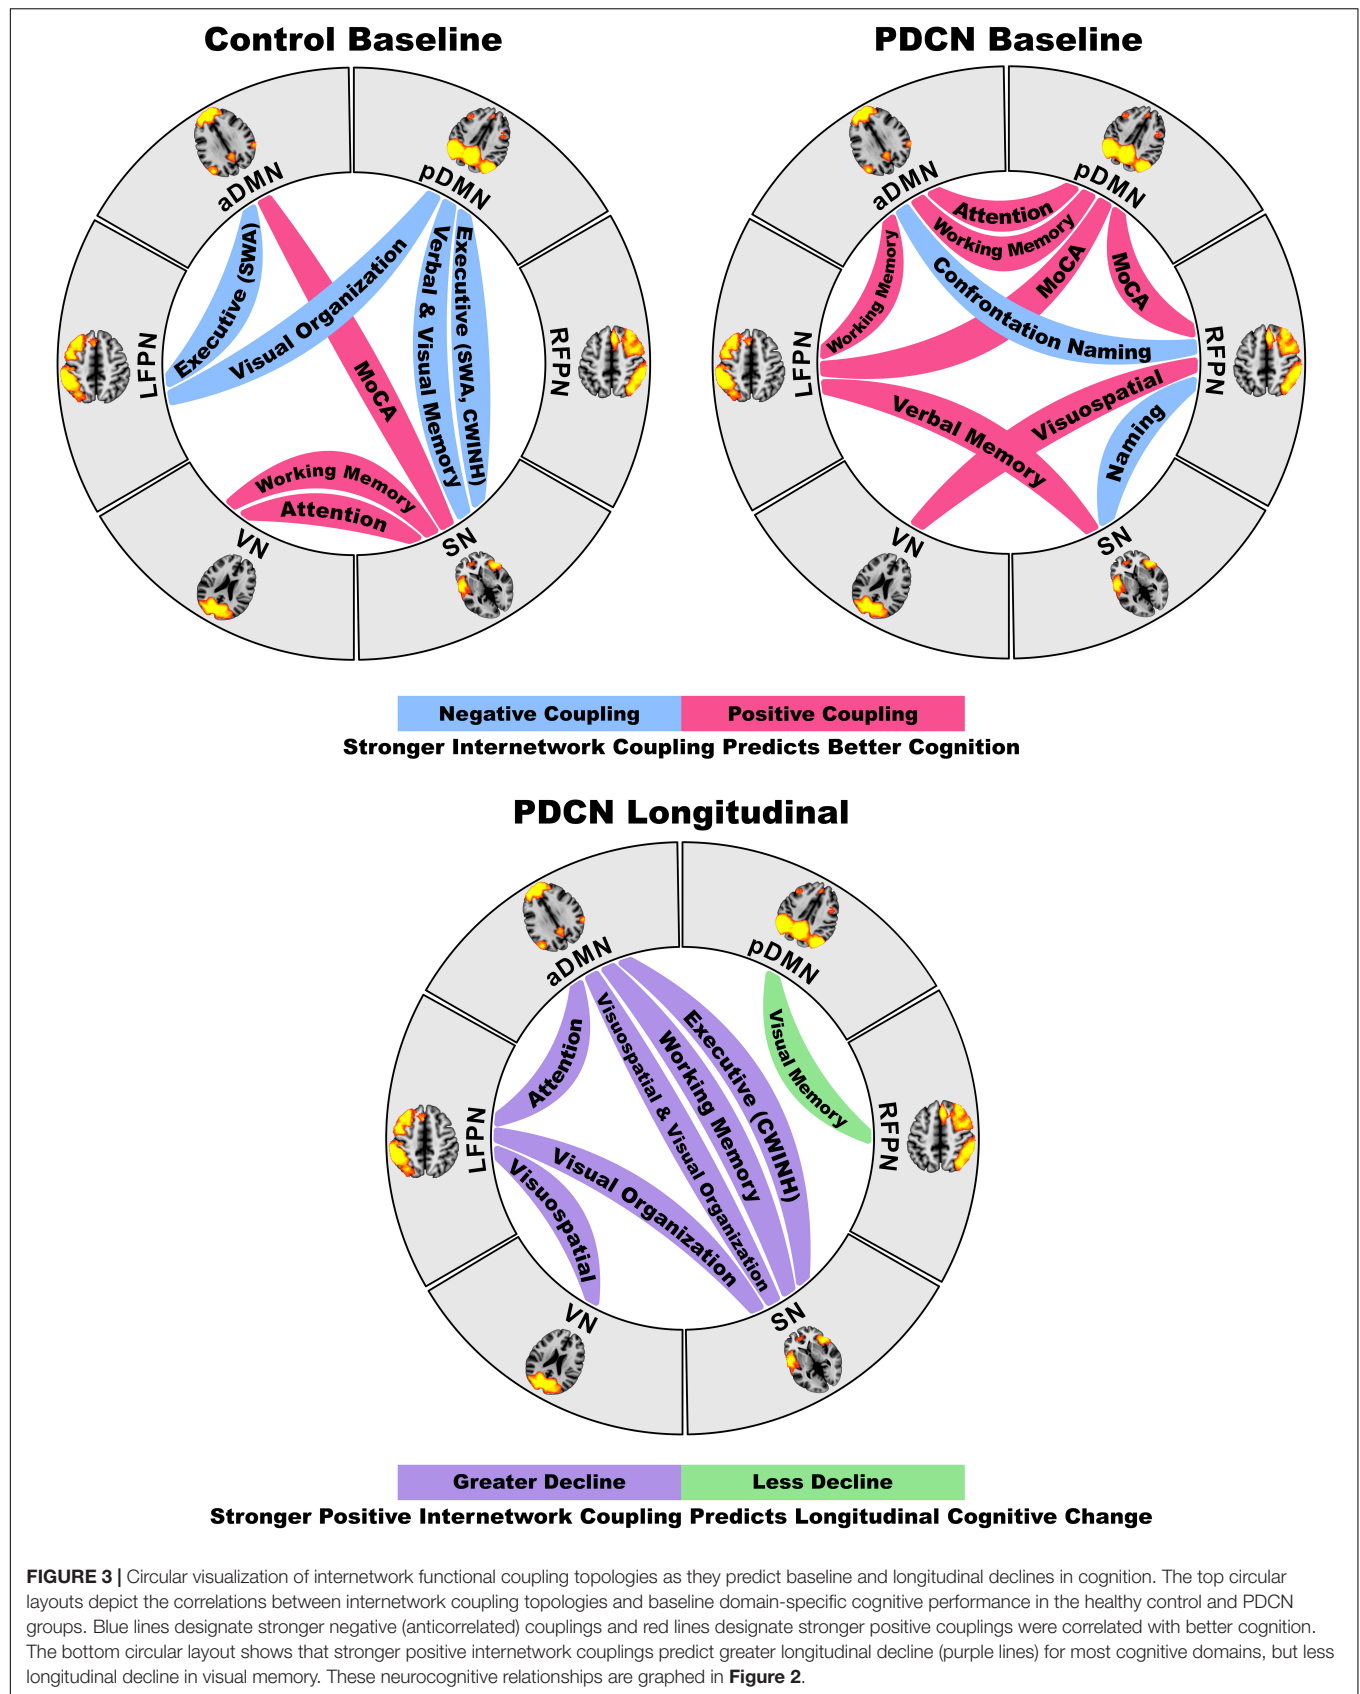 Control Baseline
aDMN
pDMN
LFPN
RFPN
VN
SN
Executive (SWA)
Visual Organization
MoCA
Verbal & Visual Memory
Executive (SWA, CWINH)
Working Memory
Attention
PDCN Baseline
aDMN
pDMN
LFPN
RFPN
VN
SN
Attention
Working Memory
MoCA
Working Memory
MoCA
Confrontation Naming
Visuospatial
Verbal Memory
Naming
Negative Coupling
Positive Coupling
Stronger Internetwork Coupling Predicts Better Cognition
PDCN Longitudinal
aDMN
pDMN
LFPN
RFPN
VN
SN
Attention
Visuospatial & Visual Organization
Working Memory
Executive (CWINH)
Visual Memory
Visual Organization
Visuospatial
Greater Decline
Less Decline
Stronger Positive Internetwork Coupling Predicts Longitudinal Cognitive Change
FIGURE 3 | Circular visualization of internetwork functional coupling topologies as they predict baseline and longitudinal declines in cognition. The top circular
layouts depict the correlations between internetwork coupling topologies and baseline domain-specific cognitive performance in the healthy control and PDCN
groups. Blue lines designate stronger negative (anticorrelated) couplings and red lines designate stronger positive couplings were correlated with better cognition.
The bottom circular layout shows that stronger positive internetwork couplings predict greater longitudinal decline (purple lines) for most cognitive domains, but less
longitudinal decline in visual memory. These neurocognitive relationships are graphed in Figure 2.